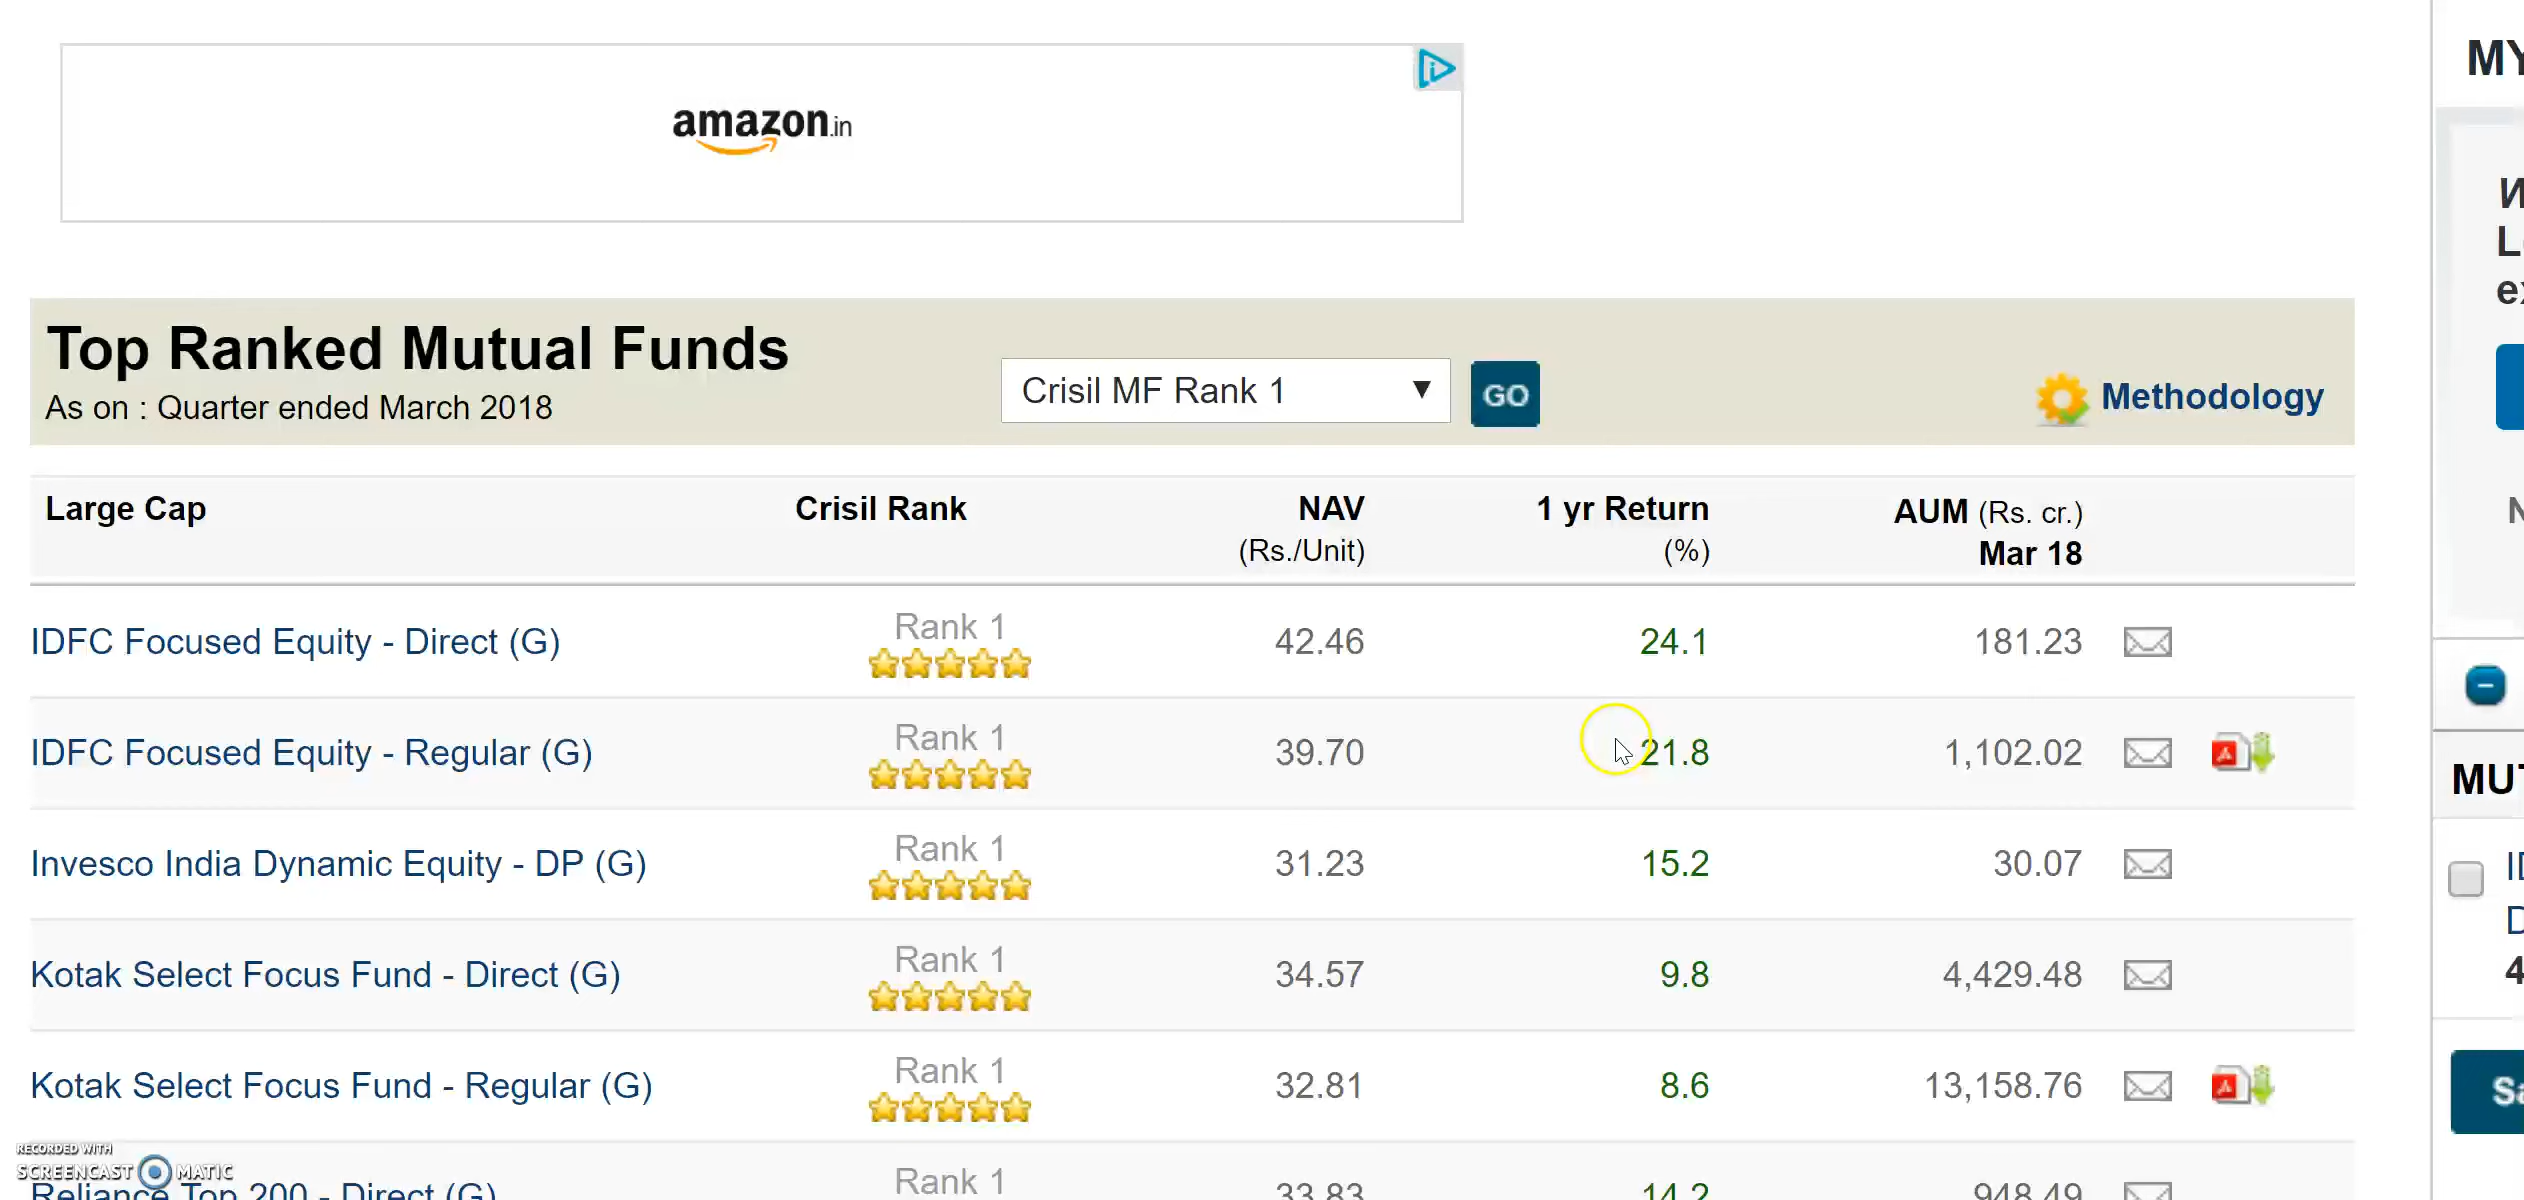 amazon.in
Top Ranked Mutual Funds
As on : Quarter ended March 2018
Crisil MF Rank 1
GO
Methodology
Large Cap Crisil Rank NAV 1 yr Return AUM (Rs. cr.)
(Rs./Unit) (%) Mar 18
IDFC Focused Equity - Direct (G) Rank 1 42.46 24.1 181.23
IDFC Focused Equity - Regular (G) Rank 1 39.70 21.8 1,102.02
Invesco India Dynamic Equity - DP (G) Rank 1 31.23 15.2 30.07
Kotak Select Focus Fund - Direct (G) Rank 1 34.57 9.8 4,429.48
Kotak Select Focus Fund - Regular (G) Rank 1 32.81 8.6 13,158.76
Reliance Top 200 - Direct (G) Rank 1 33.83 14.2 948.49
RECORDED WITH
SCREENCAST MATIC
MY